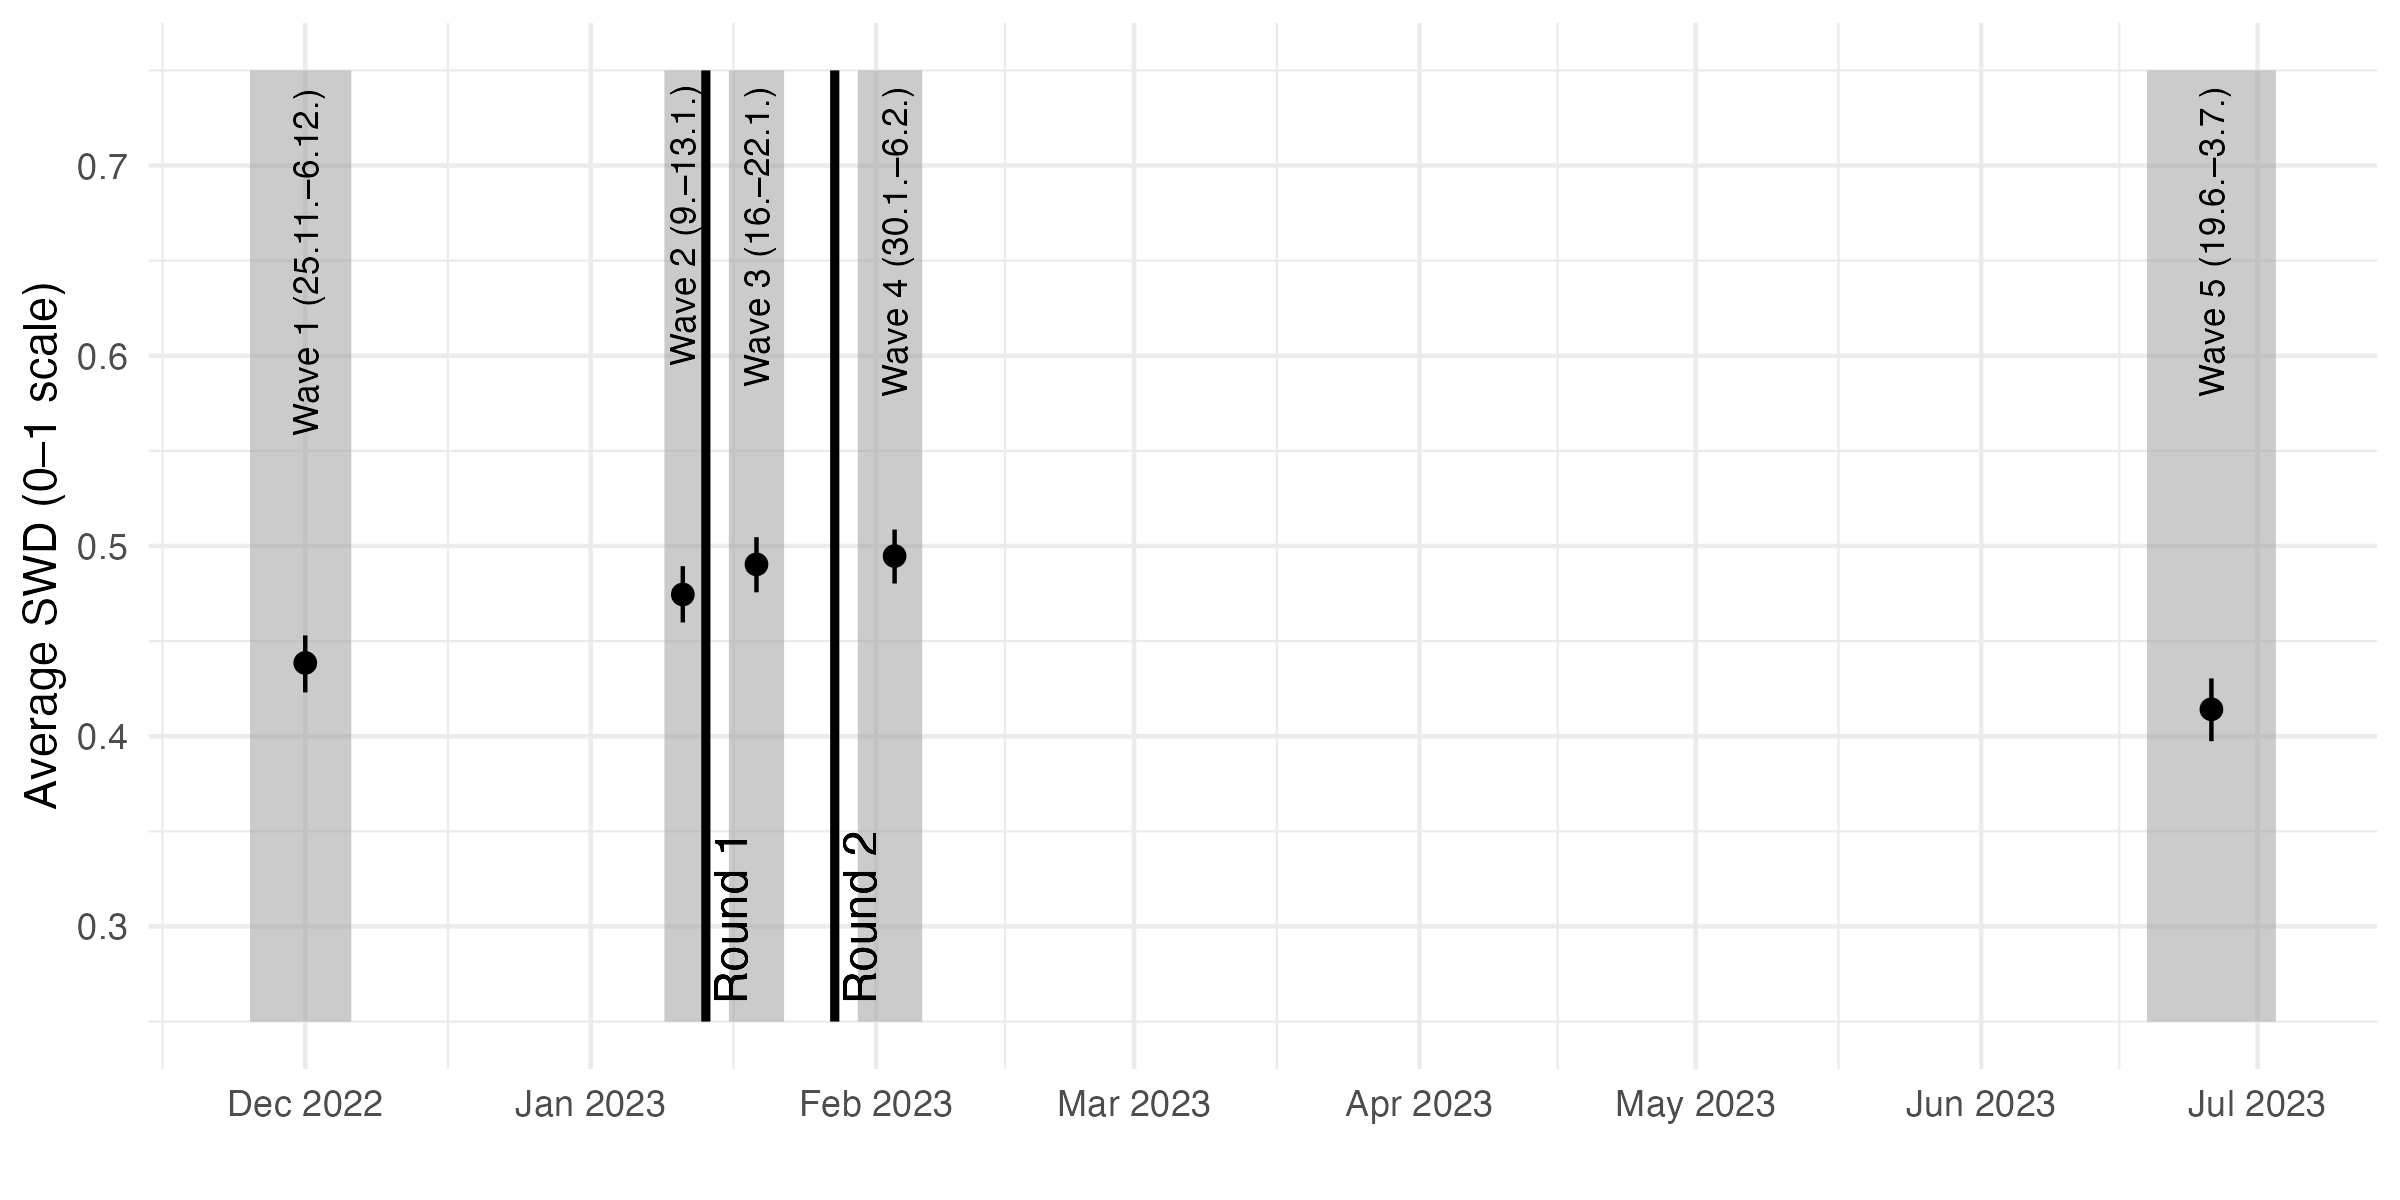 Average SWD (0–1 scale)
0.7
0.6
0.5
0.4
0.3
Wave 1 (25.11.–6.12.)
Wave 2 (9.–13.1.)
Wave 3 (16.–22.1.)
Wave 4 (30.1.–6.2.)
Wave 5 (19.6.–3.7.)
Round 1
Round 2
Dec 2022
Jan 2023
Feb 2023
Mar 2023
Apr 2023
May 2023
Jun 2023
Jul 2023